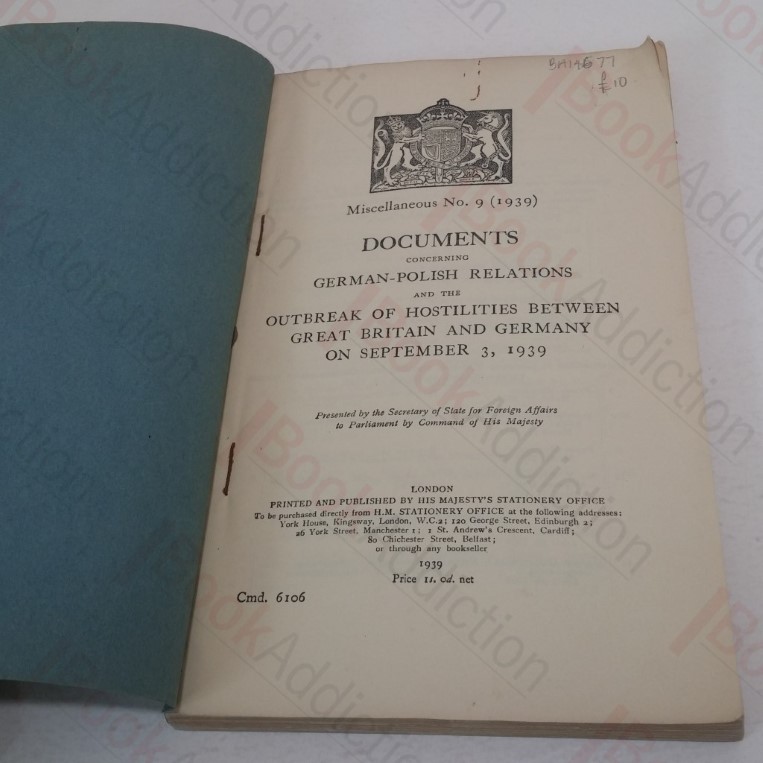 BA14677
£10
Miscellaneous No. 9 (1939)
DOCUMENTS
CONCERNING
GERMAN-POLISH RELATIONS
AND THE
OUTBREAK OF HOSTILITIES BETWEEN
GREAT BRITAIN AND GERMANY
ON SEPTEMBER 3, 1939
Presented by the Secretary of State for Foreign Affairs
to Parliament by Command of His Majesty
LONDON
PRINTED AND PUBLISHED BY HIS MAJESTY'S STATIONERY OFFICE
To be purchased directly from H.M. STATIONERY OFFICE at the following addresses:
York House, Kingsway, London, W.C.2; 120 George Street, Edinburgh 2;
26 York Street, Manchester 1; 1 St. Andrew's Crescent, Cardiff;
80 Chichester Street, Belfast;
or through any bookseller
1939
Price 1s. 0d. net
Cmd. 6106
BookAddiction